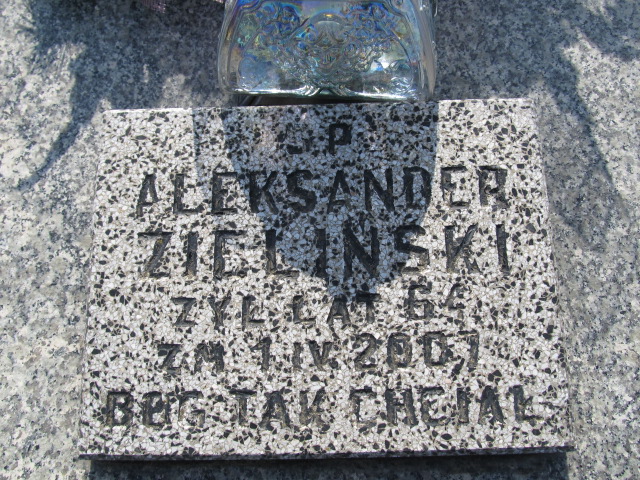 Ś P
ALEKSANDER
ZIELIŃSKI
ŻYŁ LAT 64
ZM 1 IV 2007
BÓG TAK CHCIAŁ